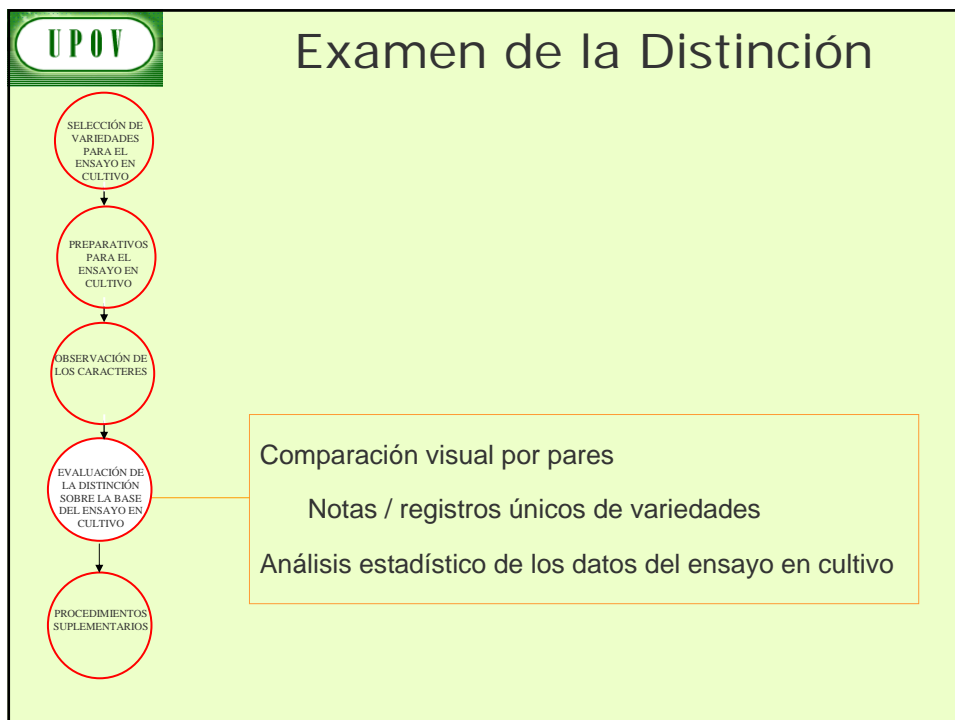 UPOV
Examen de la Distinción
SELECCIÓN DE
VARIEDADES
PARA EL
ENSAYO EN
CULTIVO
PREPARATIVOS
PARA EL
ENSAYO EN
CULTIVO
OBSERVACIÓN DE
LOS CARACTERES
EVALUACIÓN DE
LA DISTINCIÓN
SOBRE LA BASE
DEL ENSAYO EN
CULTIVO
PROCEDIMIENTOS
SUPLEMENTARIOS
Comparación visual por pares
Notas / registros únicos de variedades
Análisis estadístico de los datos del ensayo en cultivo